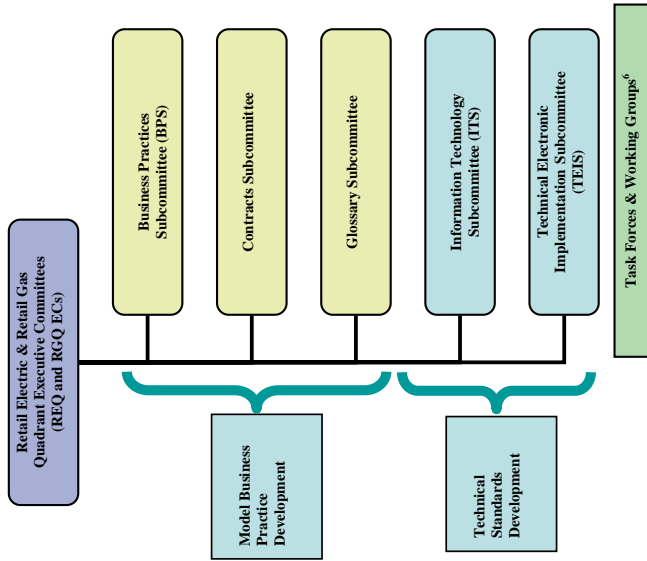 Retail Electric & Retail Gas
Quadrant Executive Committees
(REQ and RGQ ECs)
Business Practices
Subcommittee (BPS)
Contracts Subcommittee
Glossary Subcommittee
Information Technology
Subcommittee (ITS)
Technical Electronic
Implementation Subcommittee
(TEIS)
Task Forces & Working Groups⁶
Model Business
Practice
Development
Technical
Standards
Development